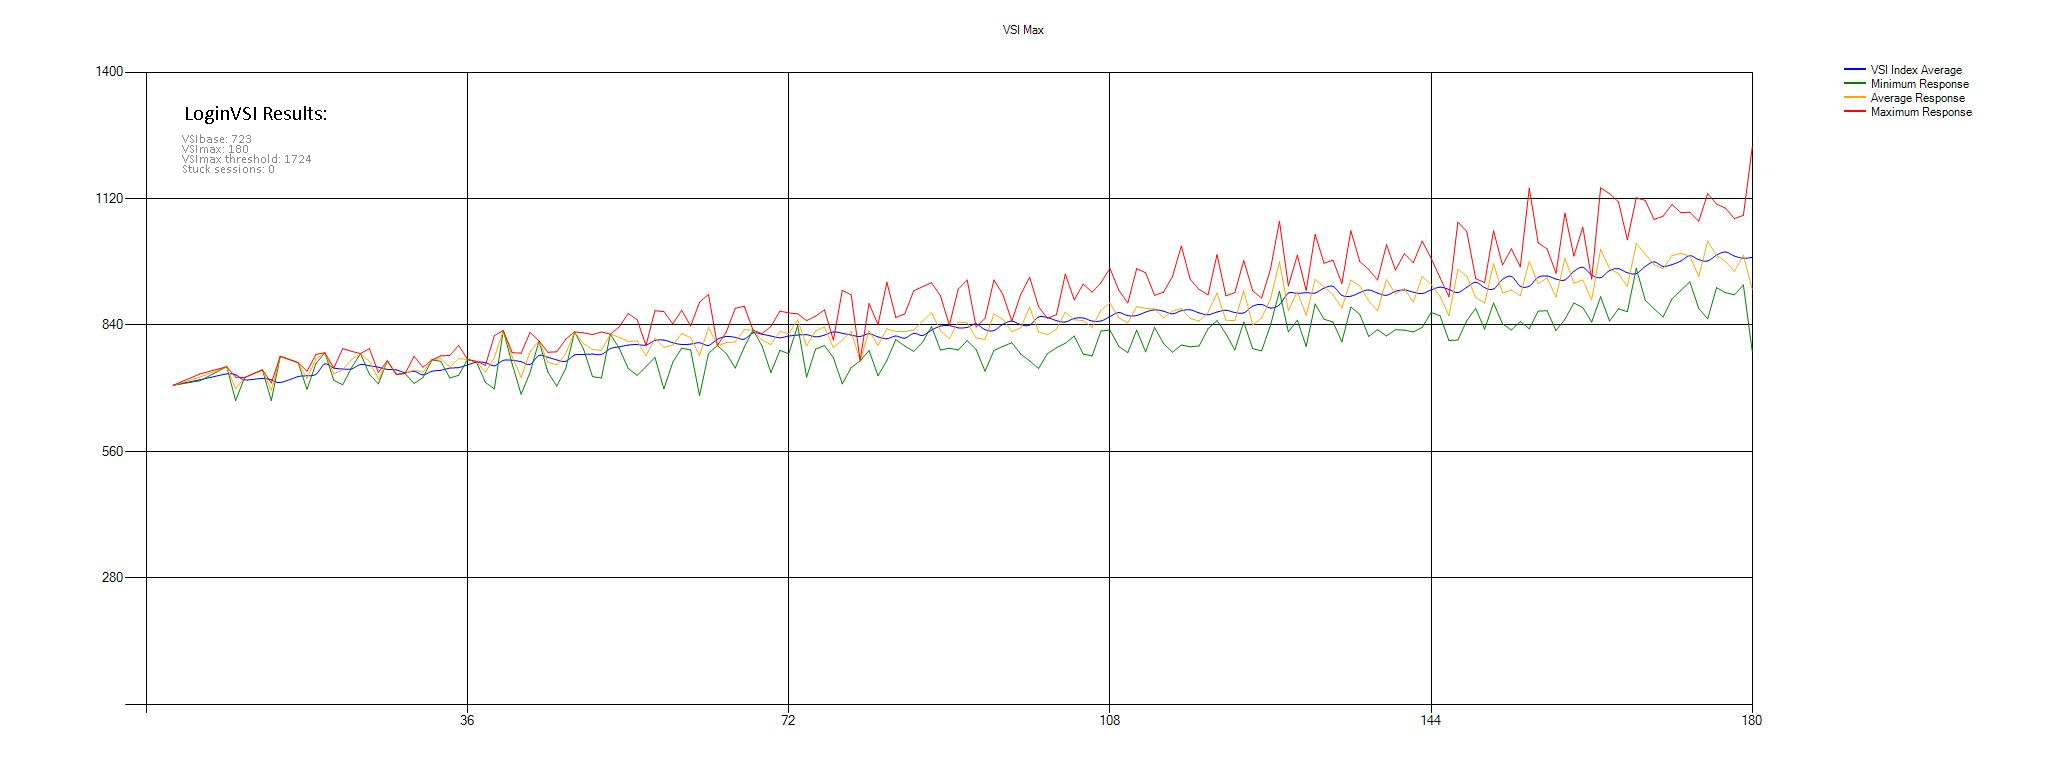 VSI Max
1400
1120
840
560
280
LoginVSI Results:
VSIbase: 723
VSImax: 180
VSImax threshold: 1724
Stuck sessions: 0
36
72
108
144
180
VSI Index Average
Minimum Response
Average Response
Maximum Response